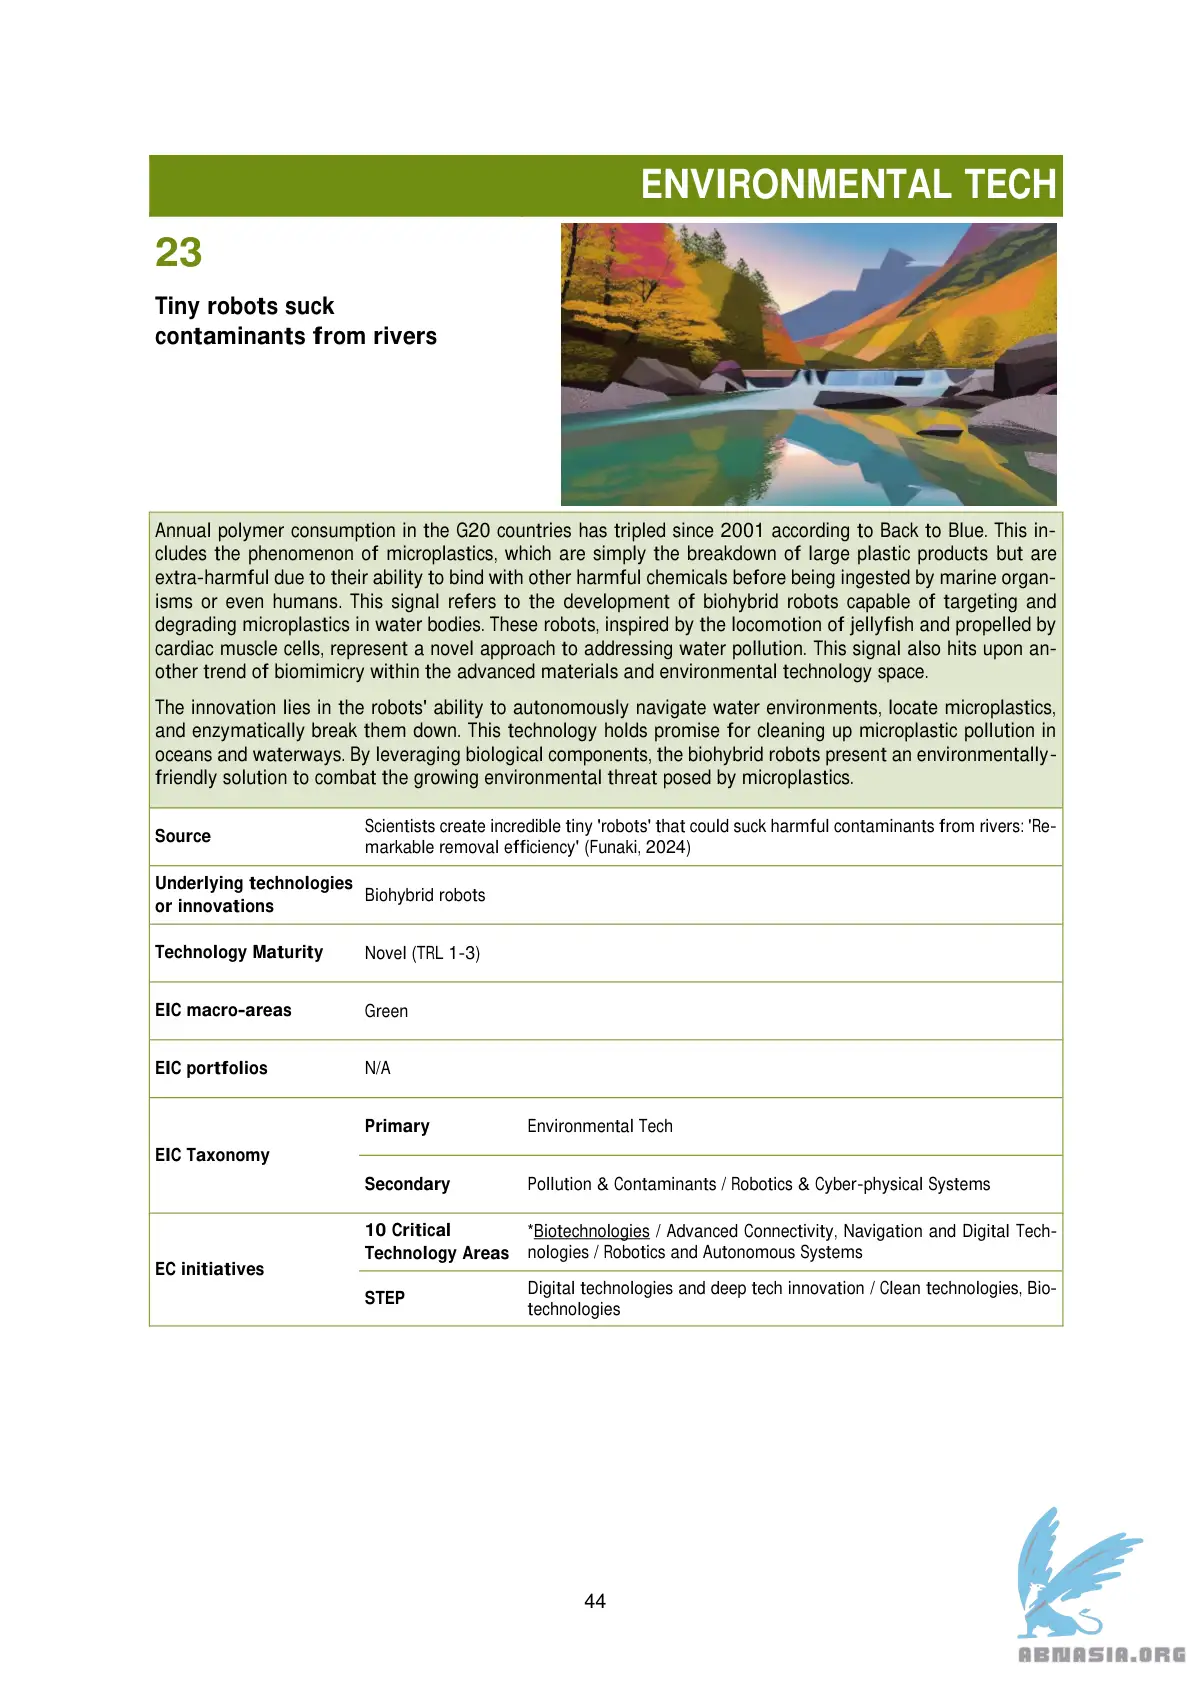 ENVIRONMENTAL TECH
23
Tiny robots suck
contaminants from rivers
Annual polymer consumption in the G20 countries has tripled since 2001 according to Back to Blue. This in-
cludes the phenomenon of microplastics, which are simply the breakdown of large plastic products but are
extra-harmful due to their ability to bind with other harmful chemicals before being ingested by marine organ-
isms or even humans. This signal refers to the development of biohybrid robots capable of targeting and
degrading microplastics in water bodies. These robots, inspired by the locomotion of jellyfish and propelled by
cardiac muscle cells, represent a novel approach to addressing water pollution. This signal also hits upon an-
other trend of biomimicry within the advanced materials and environmental technology space.
The innovation lies in the robots' ability to autonomously navigate water environments, locate microplastics,
and enzymatically break them down. This technology holds promise for cleaning up microplastic pollution in
oceans and waterways. By leveraging biological components, the biohybrid robots present an environmentally-
friendly solution to combat the growing environmental threat posed by microplastics.
Source
Scientists create incredible tiny 'robots' that could suck harmful contaminants from rivers: 'Re-
markable removal efficiency' (Funaki, 2024)
Underlying technologies
or innovations
Biohybrid robots
Technology Maturity
Novel (TRL 1-3)
EIC macro-areas
Green
EIC portfolios
N/A
EIC Taxonomy
Primary
Environmental Tech
Secondary
Pollution & Contaminants / Robotics & Cyber-physical Systems
EC initiatives
10 Critical
Technology Areas
*Biotechnologies / Advanced Connectivity, Navigation and Digital Tech-
nologies / Robotics and Autonomous Systems
STEP
Digital technologies and deep tech innovation / Clean technologies, Bio-
technologies
44
ABNASIA.ORG